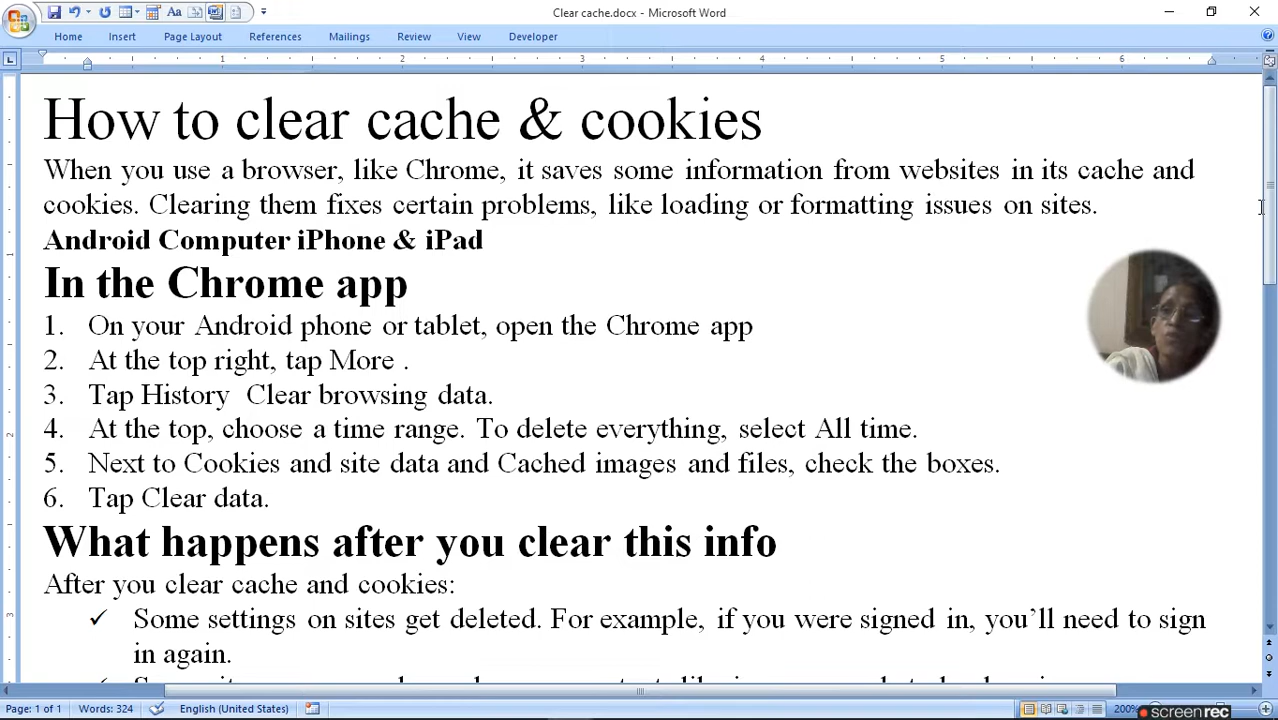 Clear cache.docx - Microsoft Word
Aa
Home Insert Page Layout References Mailings Review View Developer
1 2 3 4 5 6
How to clear cache & cookies
When you use a browser, like Chrome, it saves some information from websites in its cache and
cookies. Clearing them fixes certain problems, like loading or formatting issues on sites.
Android Computer iPhone & iPad
In the Chrome app
1. On your Android phone or tablet, open the Chrome app
2. At the top right, tap More .
3. Tap History Clear browsing data.
4. At the top, choose a time range. To delete everything, select All time.
5. Next to Cookies and site data and Cached images and files, check the boxes.
6. Tap Clear data.
What happens after you clear this info
After you clear cache and cookies:
✓ Some settings on sites get deleted. For example, if you were signed in, you’ll need to sign
in again.
Page: 1 of 1 Words: 324 English (United States) 200%
screenrec